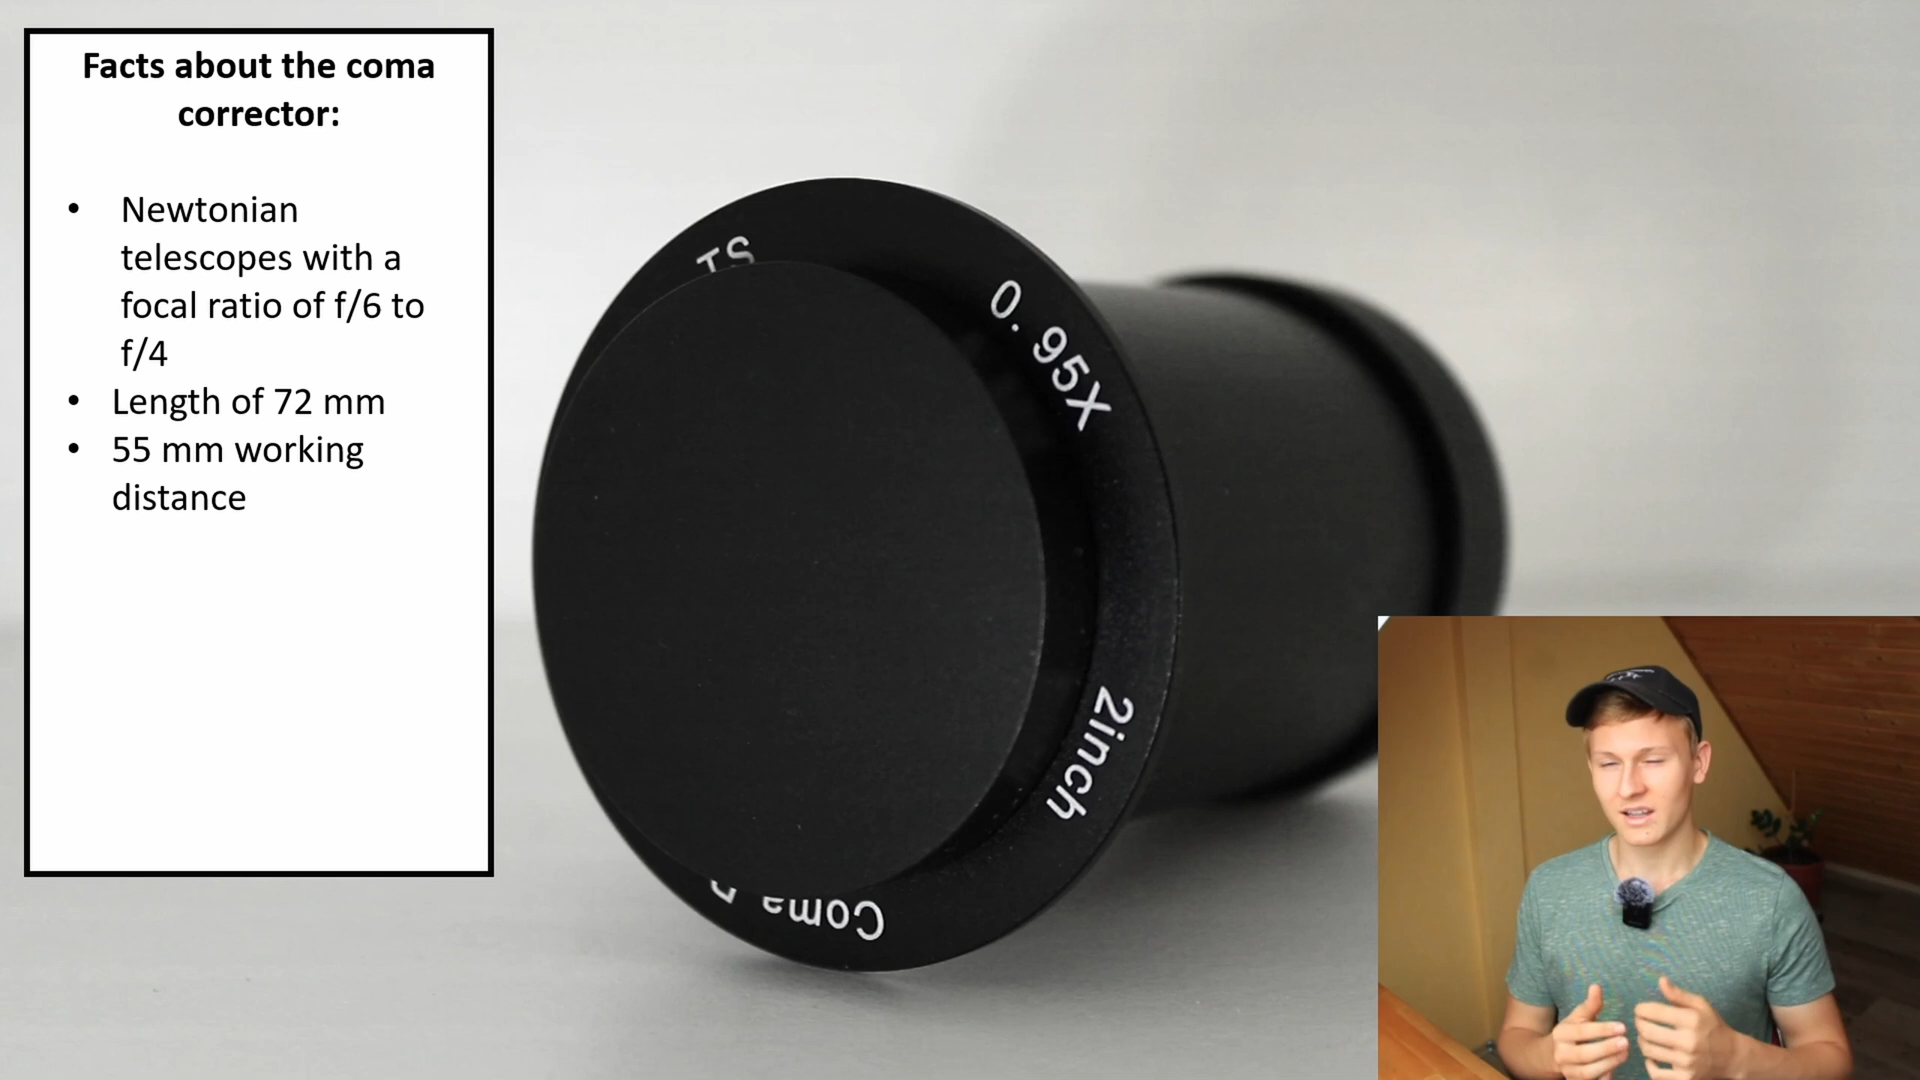 Facts about the coma
corrector:
• Newtonian
telescopes with a
focal ratio of f/6 to
f/4
• Length of 72 mm
• 55 mm working
distance
TS
0.95X
2inch
Coma